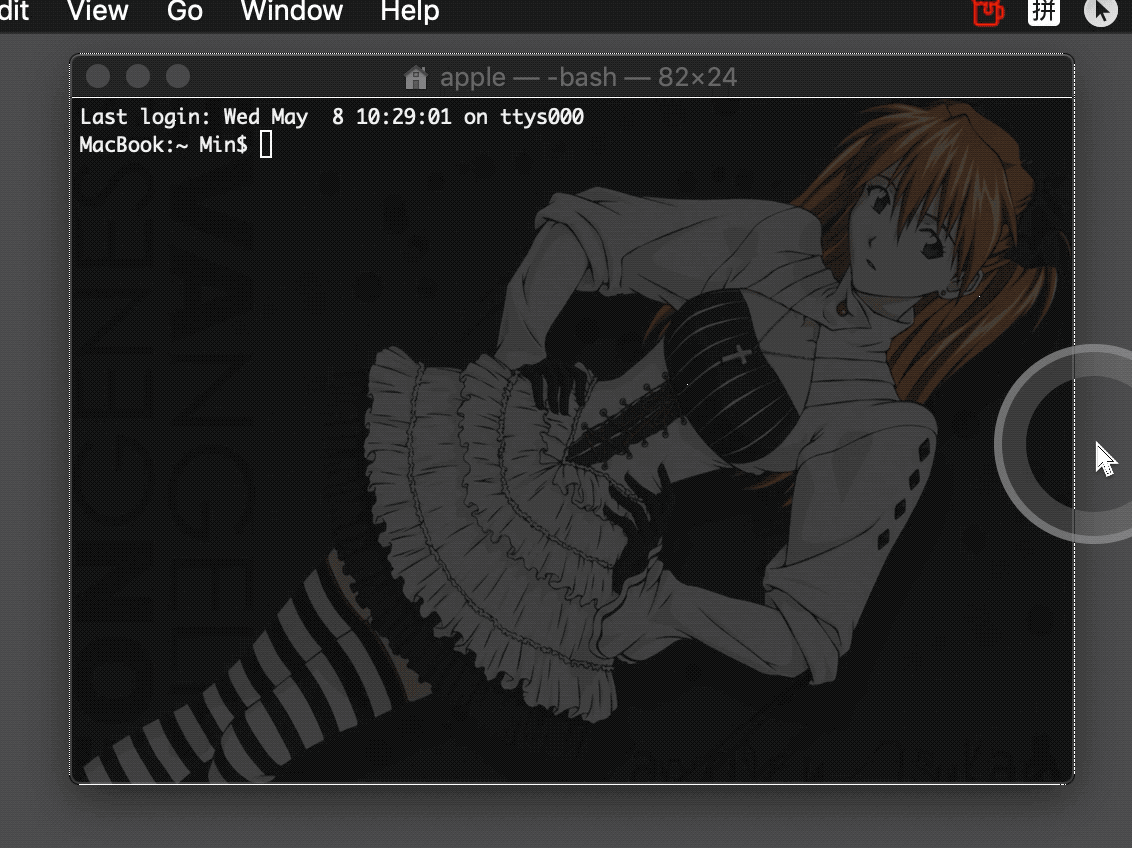 dit View Go Window Help
拼
apple — -bash — 82×24
Last login: Wed May  8 10:29:01 on ttys000
MacBook:~ Min$